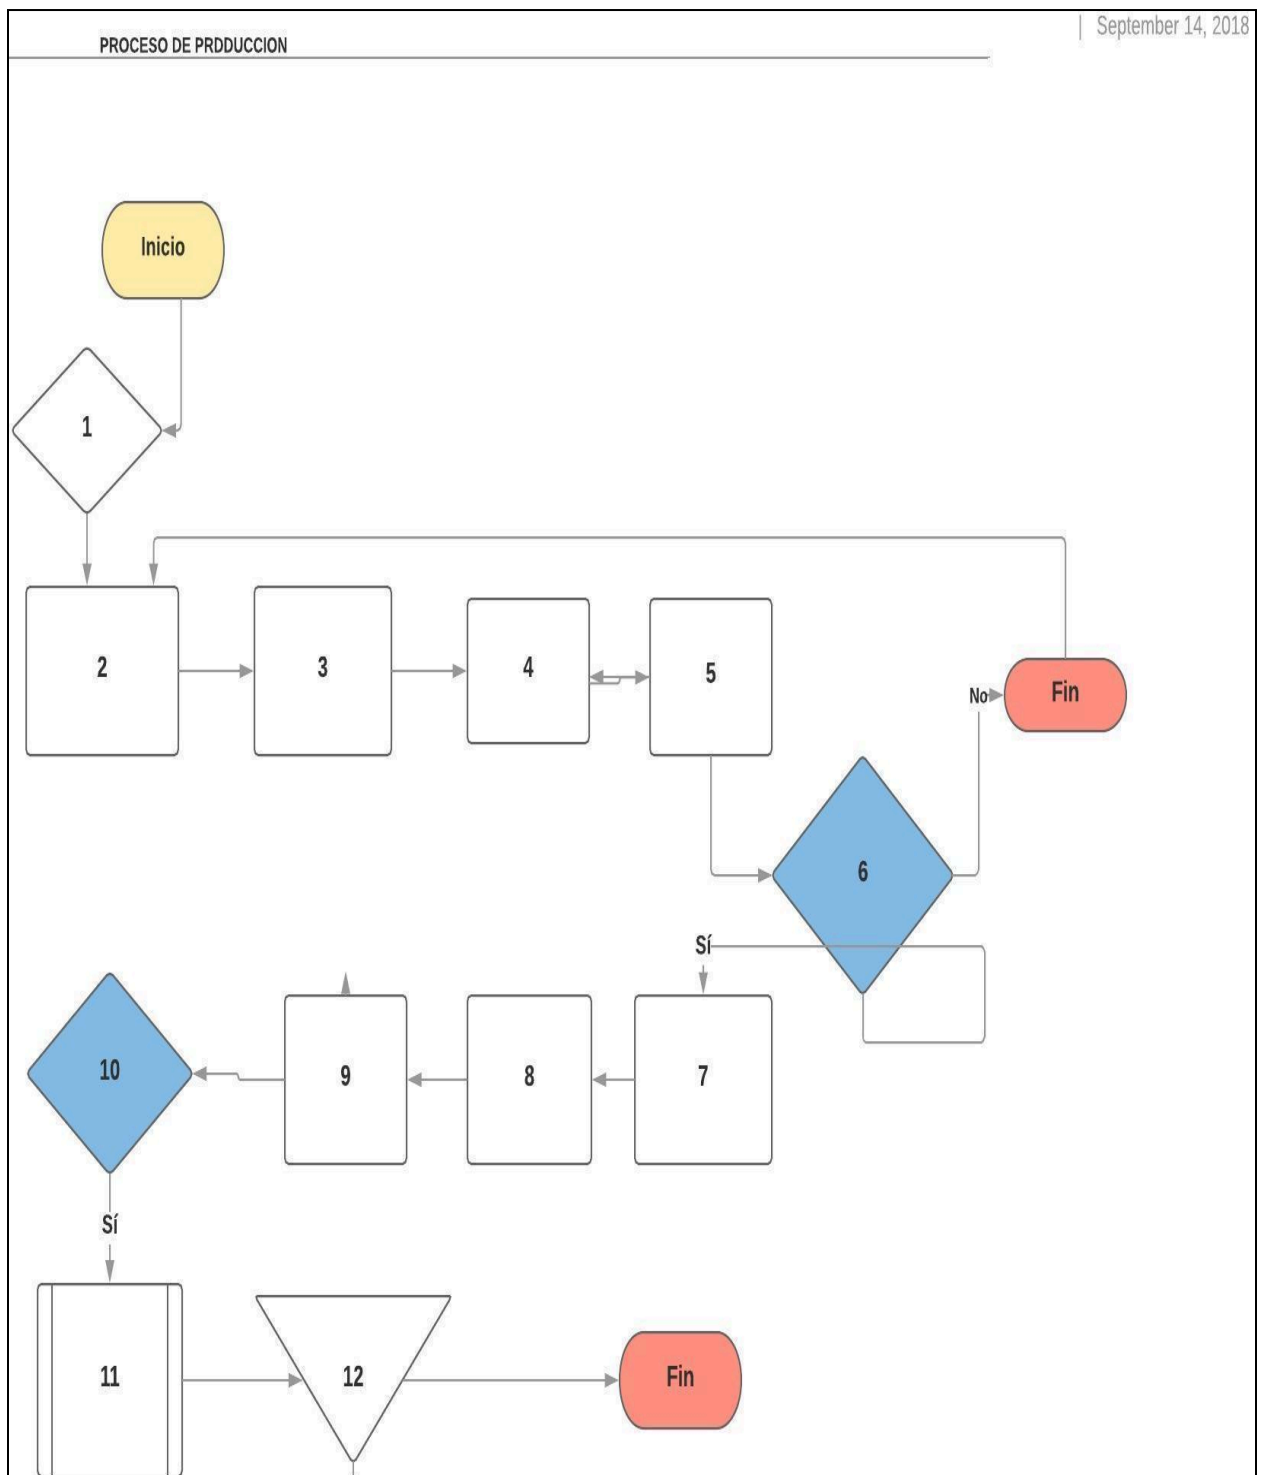 | September 14, 2018
PROCESO DE PRDDUCCION
Inicio
1
2
3
4
5
No
Fin
6
Sí
10
9
8
7
Sí
11
12
Fin